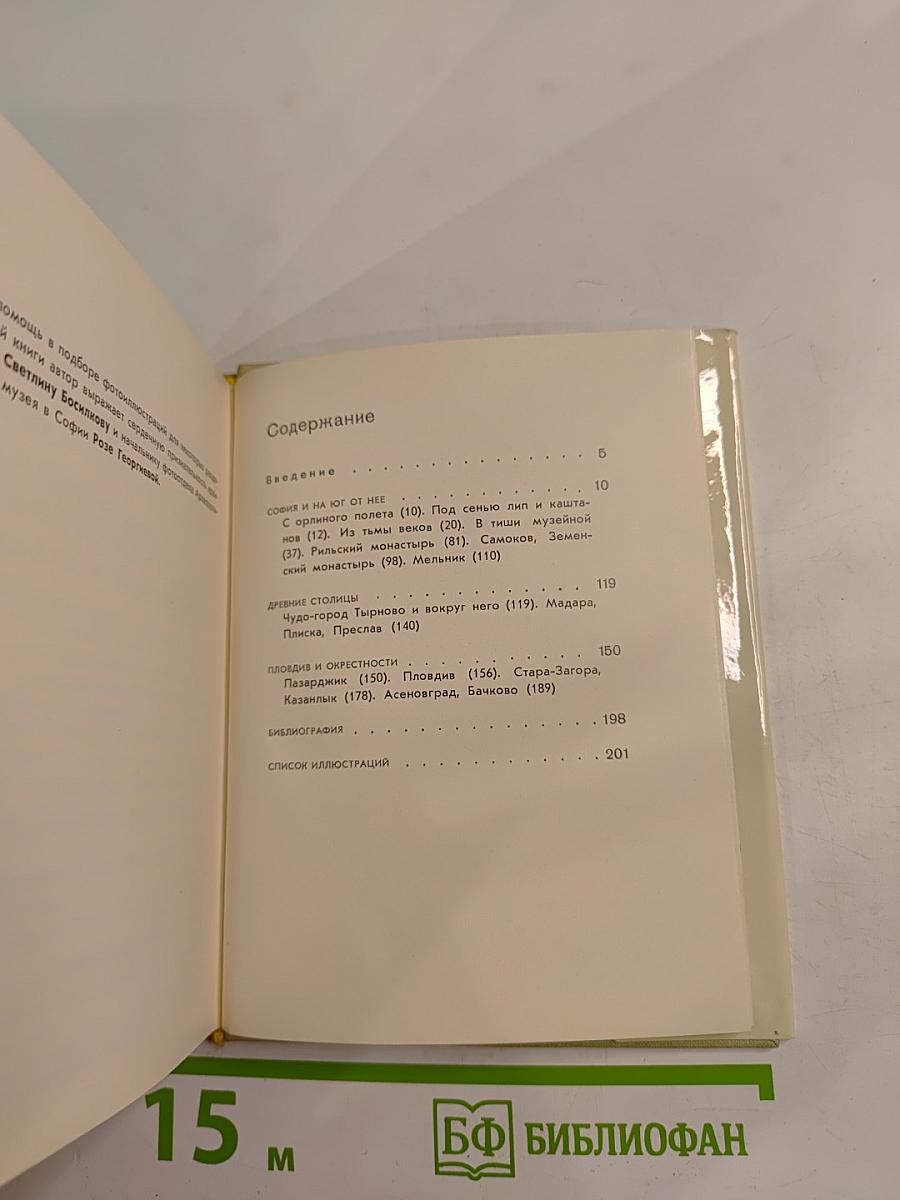 помощь в подборе фотоиллюстраций для некоторых
й книги автор выражает сердечную признательность
Светлину Босилкову и начальнику фотоотдела
музея в Софии Розе Георгиевой.
Содержание
Введение . . . . . . . . . . . . . . . 5
СОФИЯ И НА ЮГ ОТ НЕЕ . . . . . . . . . . . . 10
С орлиного полета (10). Под сенью лип и кашта-
нов (12). Из тьмы веков (20). В тиши музейной
(37). Рильский монастырь (81). Самоков, Земен-
ский монастырь (98). Мельник (110)
ДРЕВНИЕ СТОЛИЦЫ . . . . . . . . . . . . . 119
Чудо-город Тырново и вокруг него (119). Мадара,
Плиска, Преслав (140)
ПЛОВДИВ И ОКРЕСТНОСТИ . . . . . . . . . . . 150
Пазарджик (150). Пловдив (156). Стара-Загора,
Казанлык (178). Асеновград, Бачково (189)
БИБЛИОГРАФИЯ . . . . . . . . . . . . . . . 198
СПИСОК ИЛЛЮСТРАЦИЙ . . . . . . . . . . . . 201
15 м
БФ БИБЛИОФАН